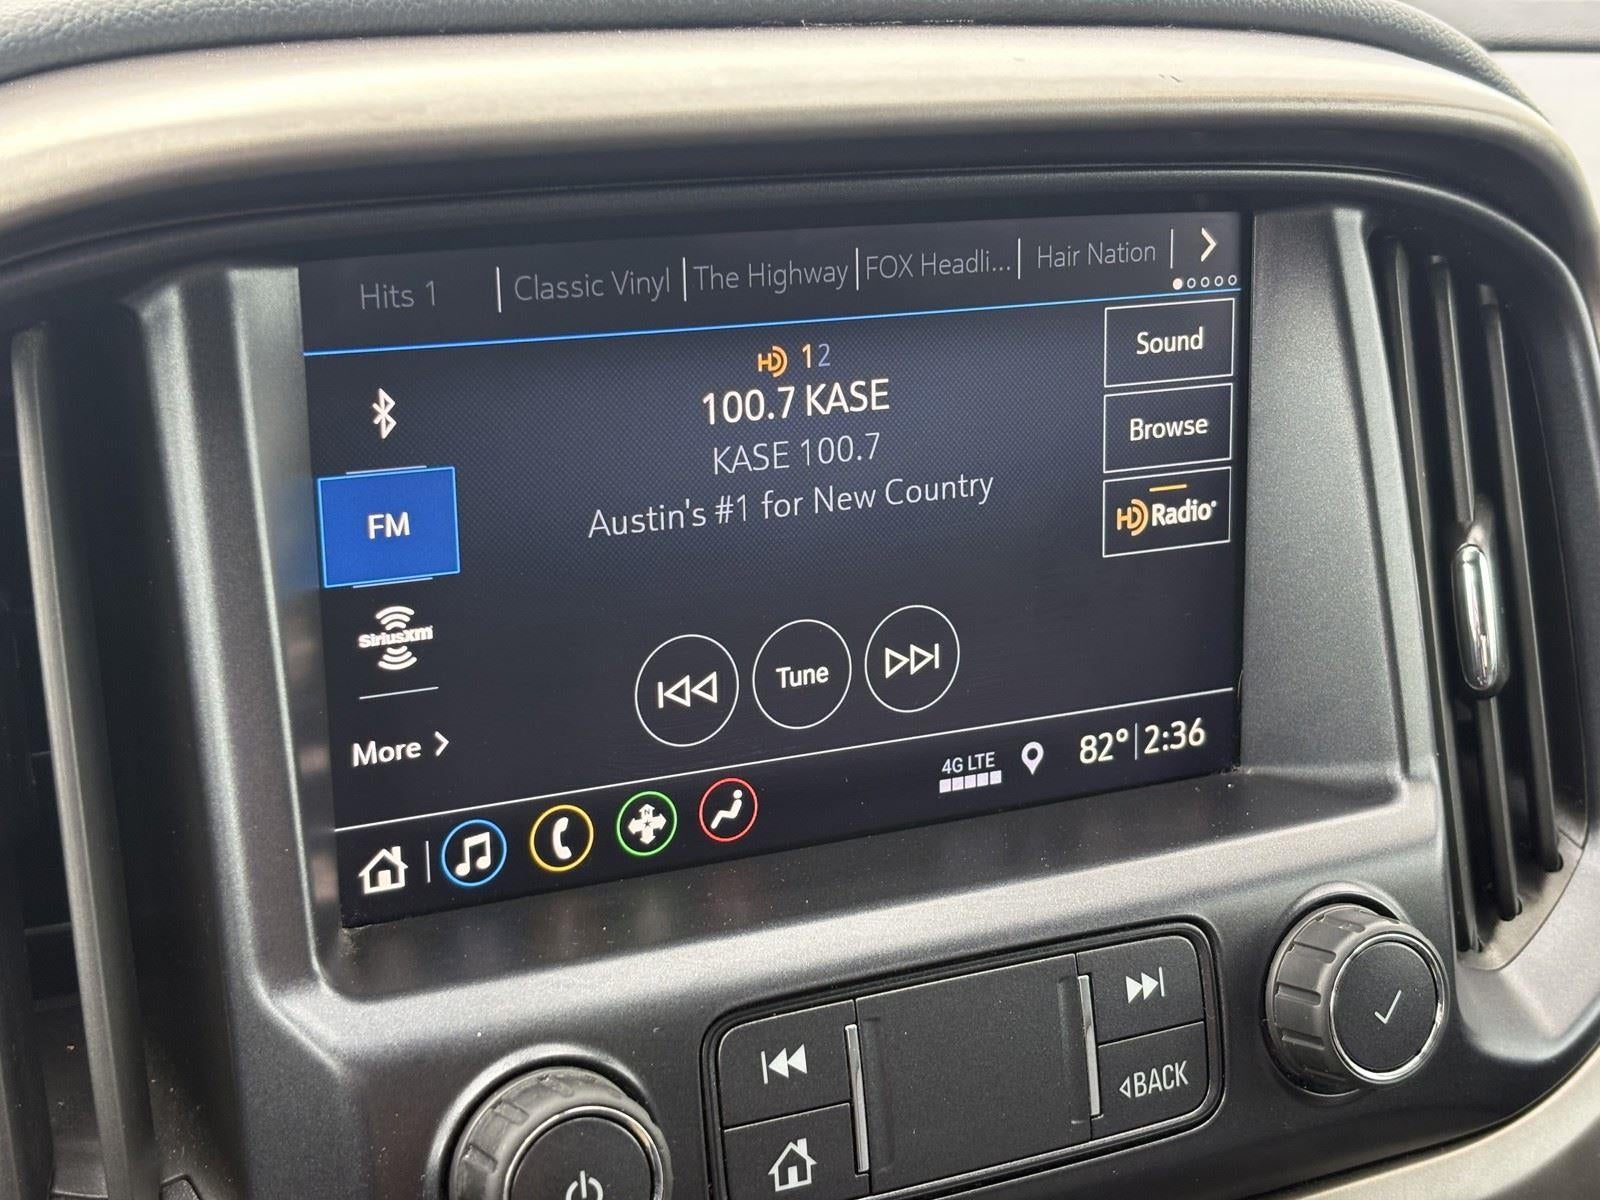 Hits 1 | Classic Vinyl | The Highway | FOX Headli... | Hair Nation
HD 1 2
100.7 KASE
KASE 100.7
Austin's #1 for New Country
Sound
Browse
HD Radio
FM
SiriusXM
More
Tune
4G LTE
82° | 2:36
N
BACK